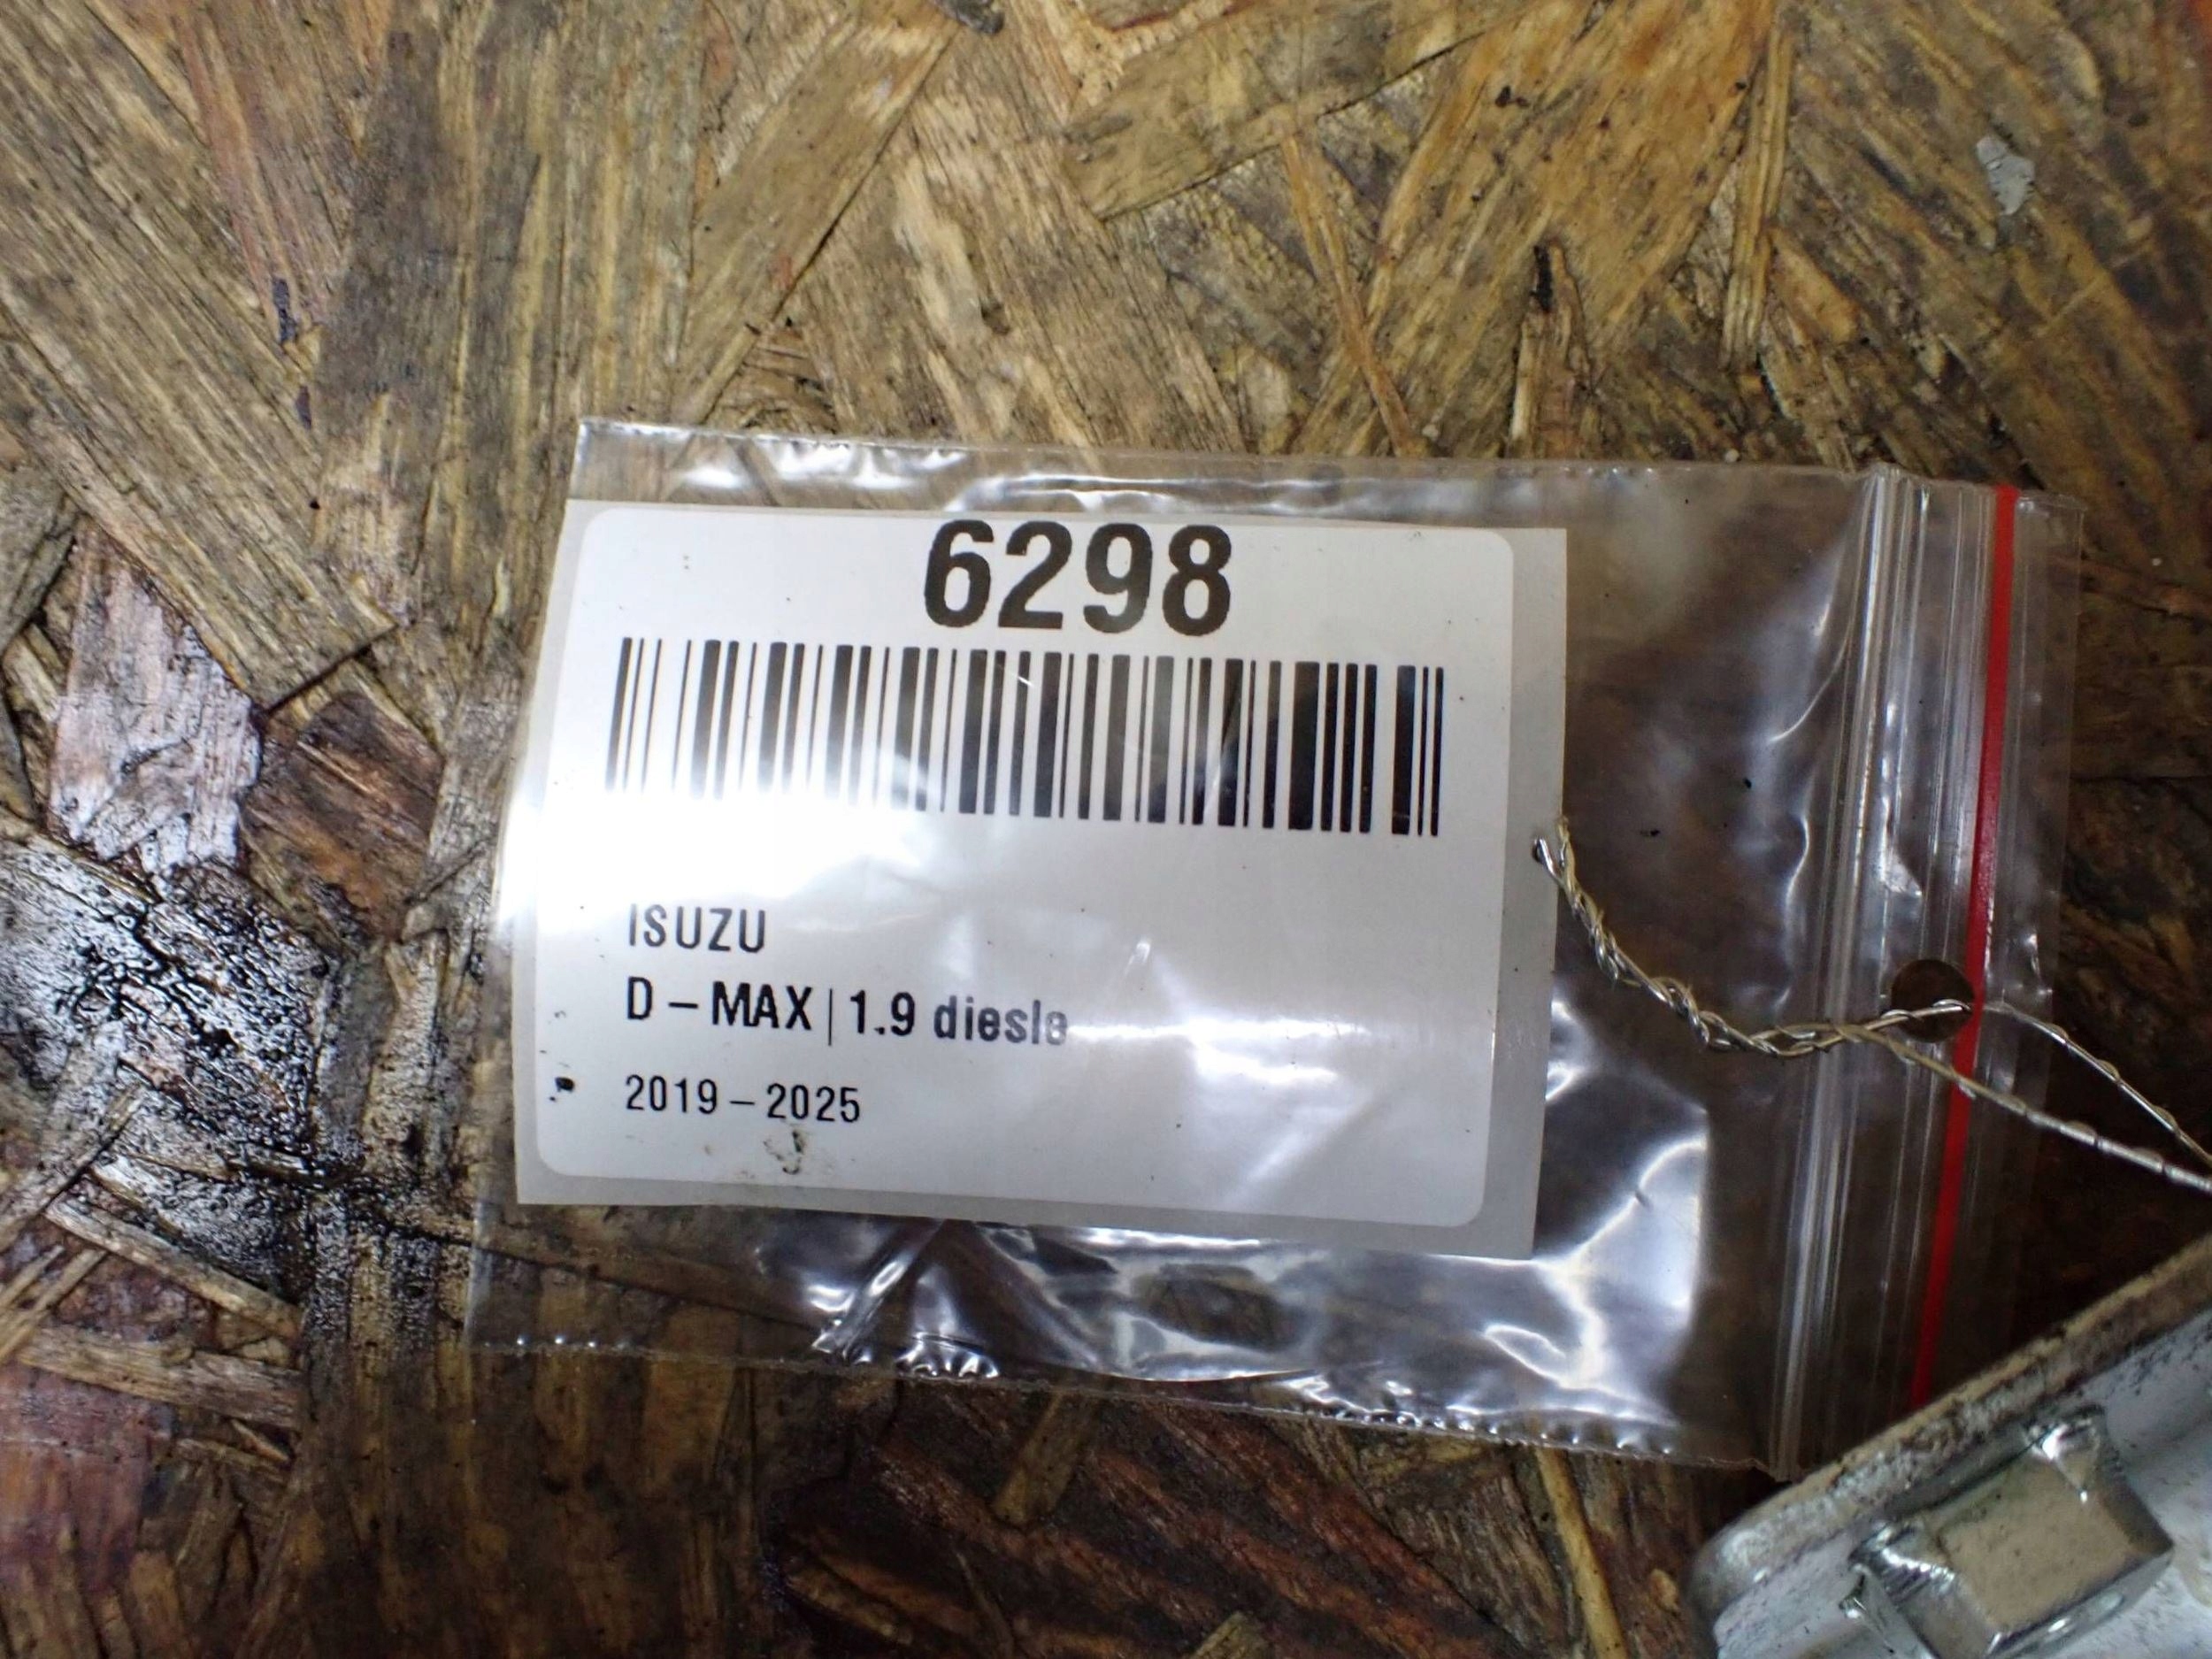 6298
ISUZU
D – MAX | 1.9 diesle
2019 – 2025